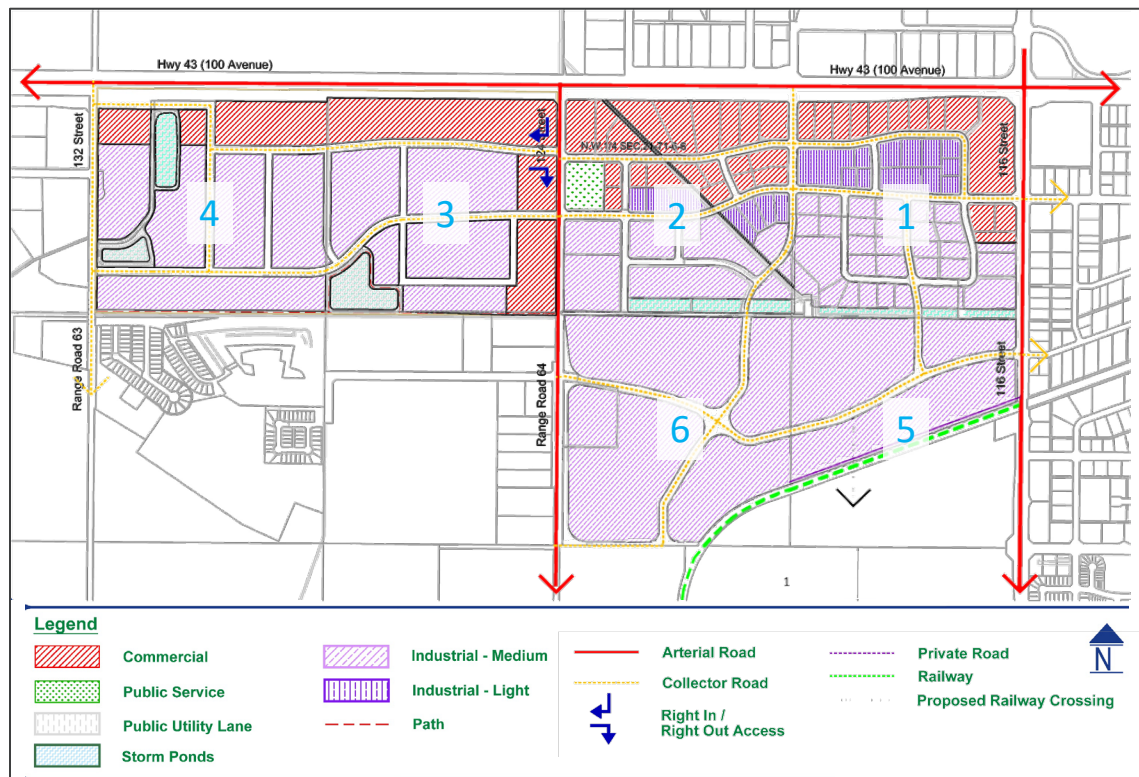 Hwy 43 (100 Avenue)
Hwy 43 (100 Avenue)
132 Street
124 Street
N.W.1/4 SEC.21-71-6-6
116 Street
4
3
2
1
Range Road 63
Range Road 64
116 Street
6
5
1
Legend
Commercial
Public Service
Public Utility Lane
Storm Ponds
Industrial - Medium
Industrial - Light
Path
Arterial Road
Collector Road
Right In /
Right Out Access
Private Road
Railway
Proposed Railway Crossing
N